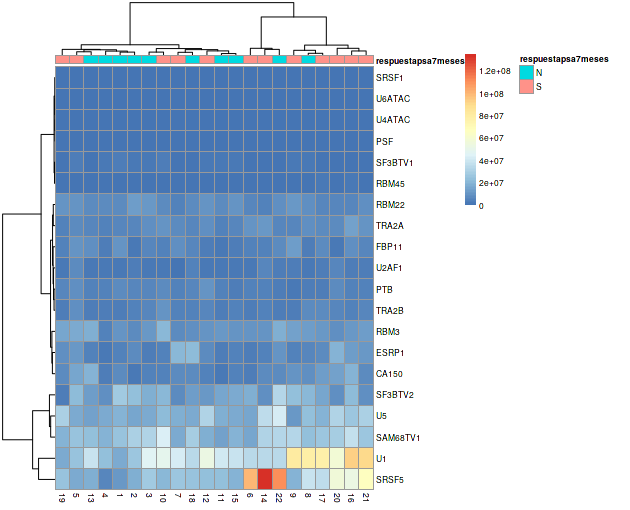 respuestapsa7meses
SRSF1
U6ATAC
U4ATAC
PSF
SF3BTV1
RBM45
RBM22
TRA2A
FBP11
U2AF1
PTB
TRA2B
RBM3
ESRP1
CA150
SF3BTV2
U5
SAM68TV1
U1
SRSF5
19 5 13 4 1 2 3 10 7 18 12 11 15 6 14 22 9 8 17 20 16 21
1.2e+08
1e+08
8e+07
6e+07
4e+07
2e+07
0
respuestapsa7meses
N
S